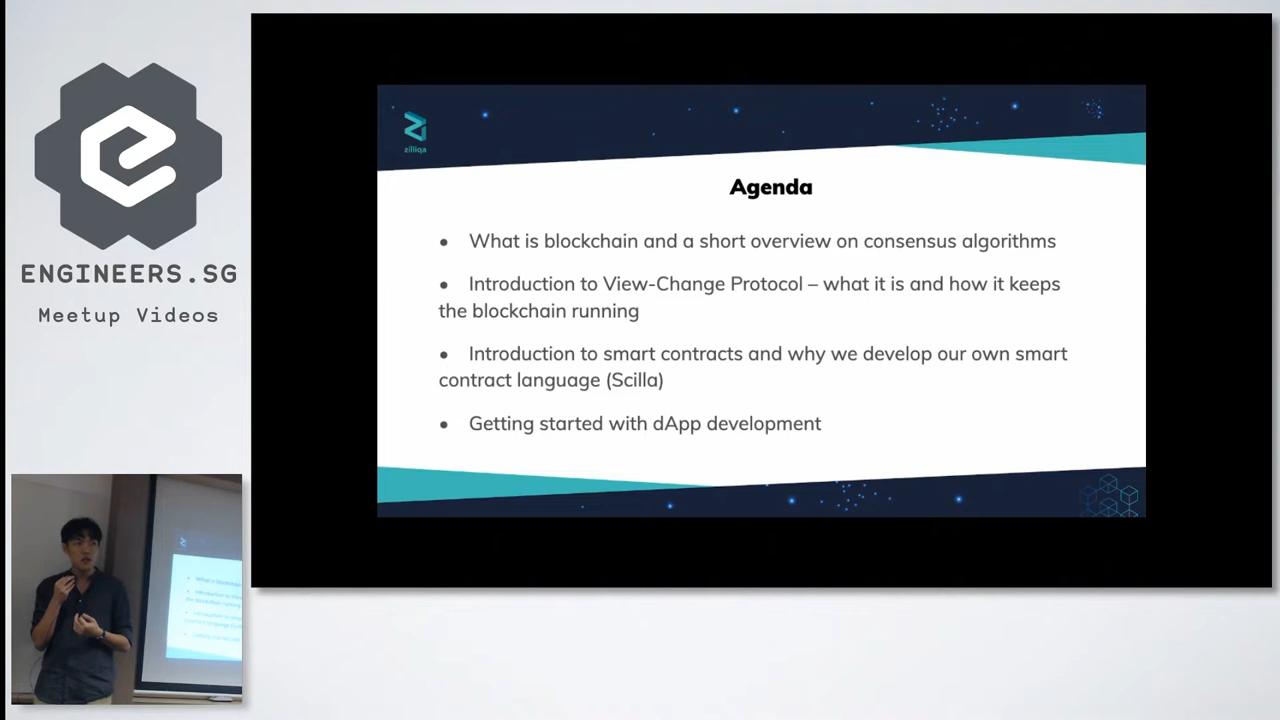 ENGINEERS.SG
Meetup Videos
zilliqa
Agenda
• What is blockchain and a short overview on consensus algorithms
• Introduction to View-Change Protocol – what it is and how it keeps
the blockchain running
• Introduction to smart contracts and why we develop our own smart
contract language (Scilla)
• Getting started with dApp development